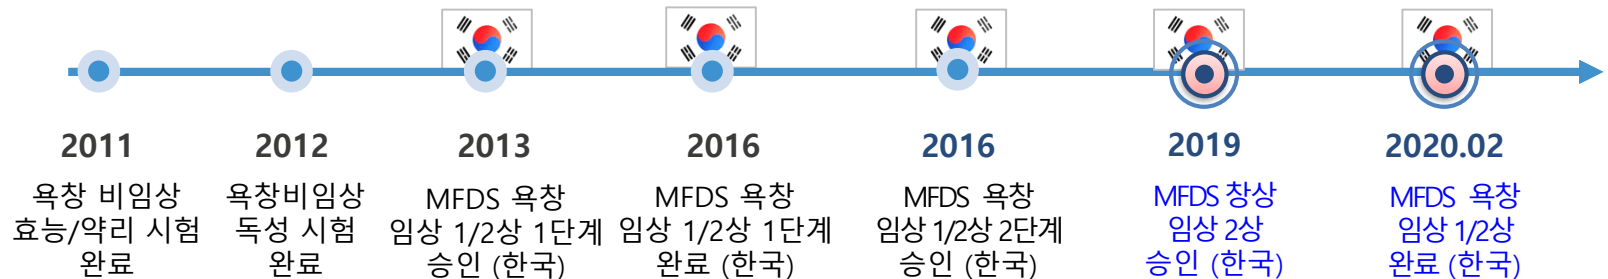 2011
욕창 비임상
효능/약리 시험
완료
2012
욕창비임상
독성 시험
완료
2013
MFDS 욕창
임상 1/2상 1단계
승인 (한국)
2016
MFDS 욕창
임상 1/2상 1단계
완료 (한국)
2016
MFDS 욕창
임상 1/2상 2단계
승인 (한국)
2019
MFDS 창상
임상 2상
승인 (한국)
2020.02
MFDS 욕창
임상 1/2상
완료 (한국)